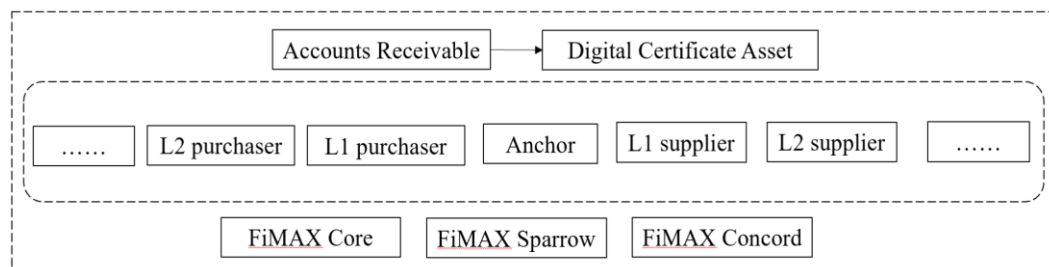 Accounts Receivable
Digital Certificate Asset
......
L2 purchaser
L1 purchaser
Anchor
L1 supplier
L2 supplier
......
FiMAX Core
FiMAX Sparrow
FiMAX Concord